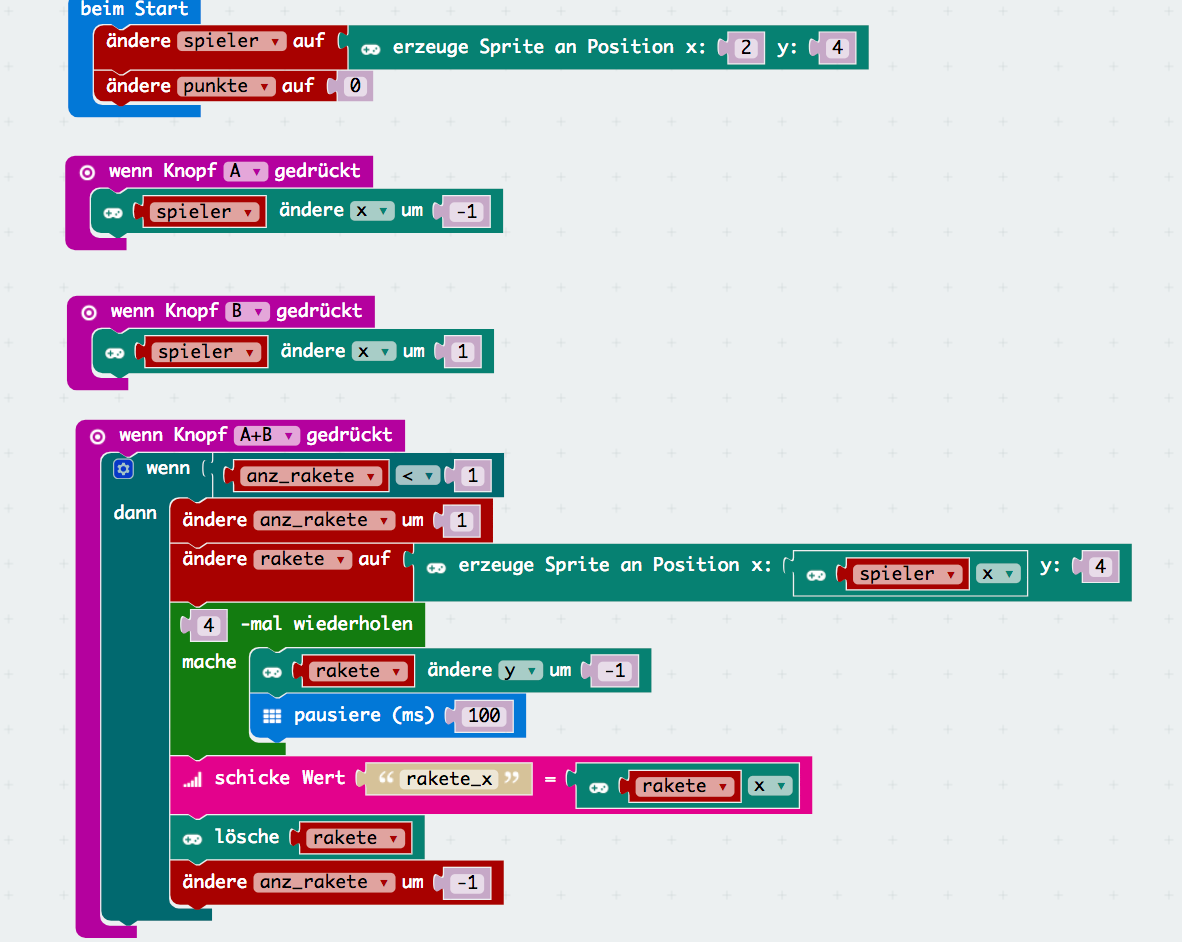 beim Start
ändere spieler auf erzeuge Sprite an Position x: 2 y: 4
ändere punkte auf 0
wenn Knopf A gedrückt
spieler ändere x um -1
wenn Knopf B gedrückt
spieler ändere x um 1
wenn Knopf A+B gedrückt
wenn anz_rakete < 1
dann
ändere anz_rakete um 1
ändere rakete auf erzeuge Sprite an Position x: spieler x y: 4
4 -mal wiederholen
mache rakete ändere y um -1
pausiere (ms) 100
schicke Wert “ rakete_x ” = rakete x
lösche rakete
ändere anz_rakete um -1